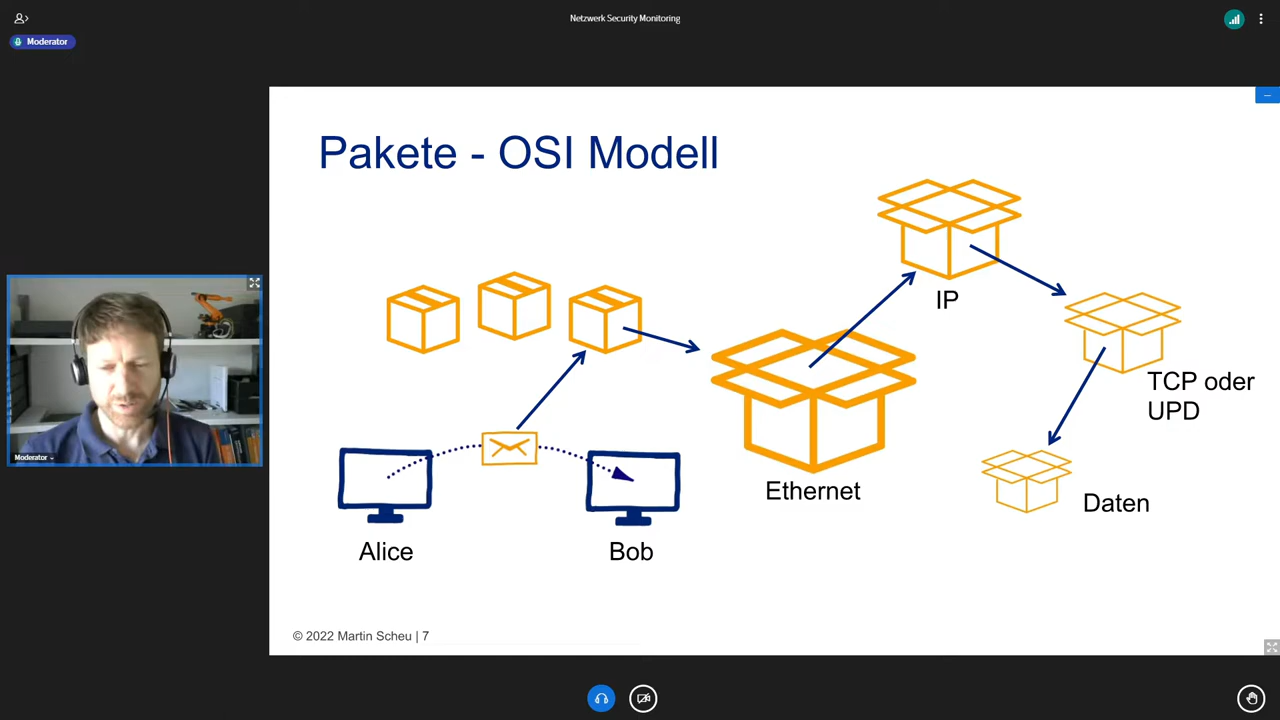 Netzwerk Security Monitoring
Moderator
Pakete - OSI Modell
IP
TCP oder
UPD
Ethernet
Daten
Alice
Bob
Moderator
© 2022 Martin Scheu | 7